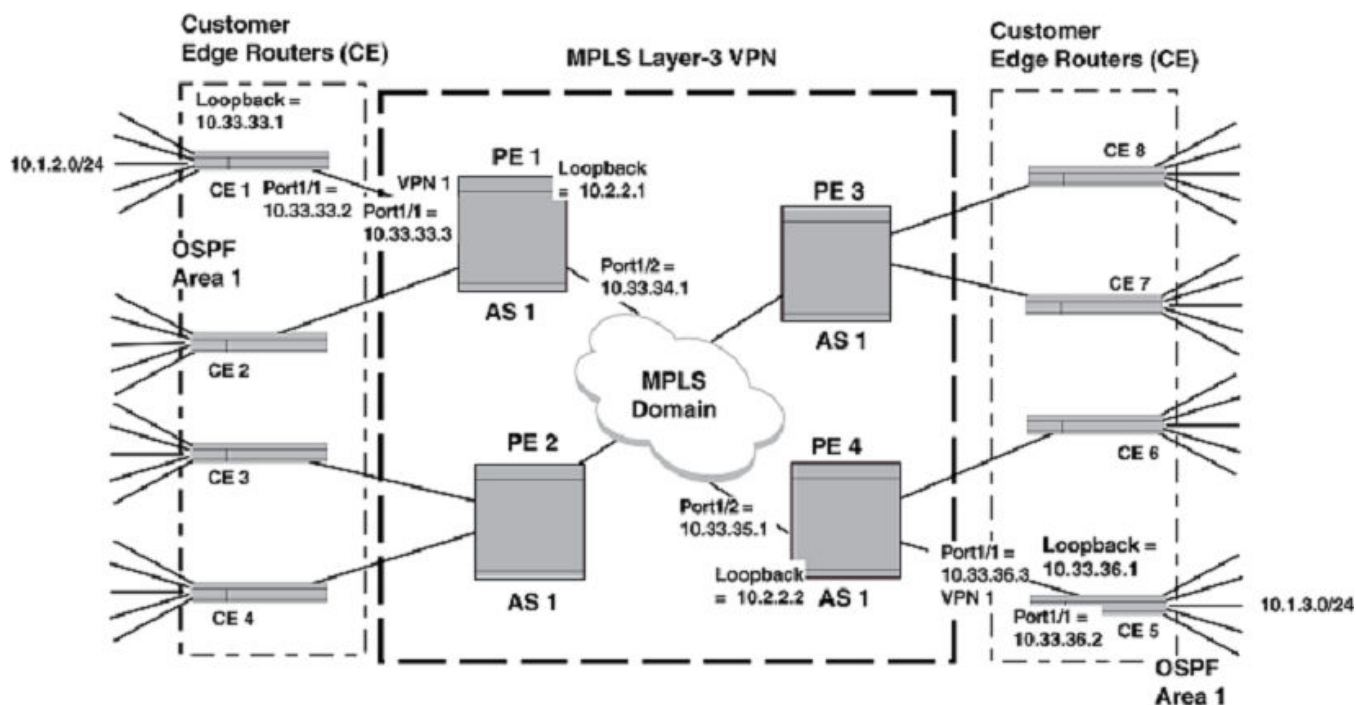 Customer
Edge Routers (CE)
MPLS Layer-3 VPN
Customer
Edge Routers (CE)
Loopback =
10.33.33.1
10.1.2.0/24
CE 1
Port1/1 =
10.33.33.2
VPN 1
Port1/1 =
10.33.33.3
PE 1
Loopback
= 10.2.2.1
AS 1
Port1/2 =
10.33.34.1
OSPF
Area 1
CE 2
CE 3
CE 4
PE 2
AS 1
MPLS
Domain
PE 3
AS 1
CE 8
CE 7
CE 6
PE 4
Port1/2 =
10.33.35.1
Loopback
= 10.2.2.2
AS 1
Port1/1 =
10.33.36.3
VPN 1
Loopback =
10.33.36.1
Port1/1 =
10.33.36.2
CE 5
10.1.3.0/24
OSPF
Area 1